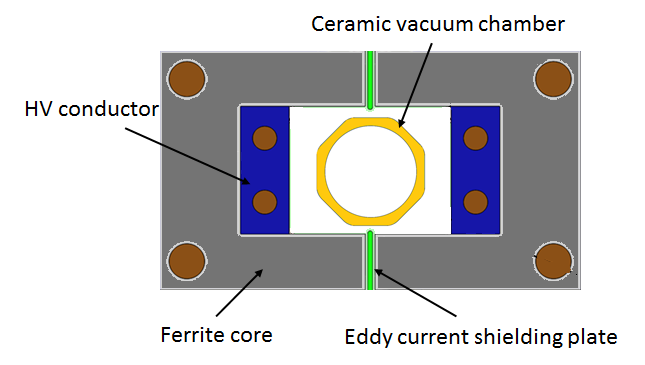 Ceramic vacuum chamber
HV conductor
Ferrite core
Eddy current shielding plate